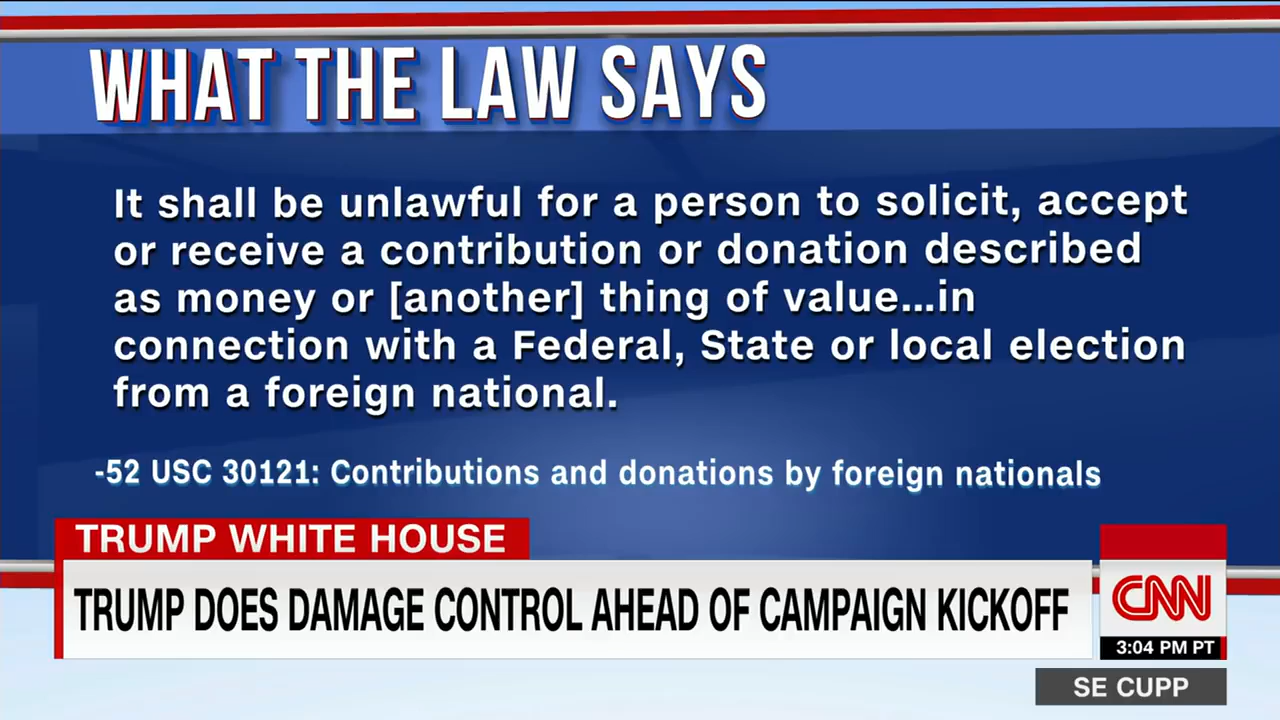 WHAT THE LAW SAYS
It shall be unlawful for a person to solicit, accept
or receive a contribution or donation described
as money or [another] thing of value...in
connection with a Federal, State or local election
from a foreign national.
-52 USC 30121: Contributions and donations by foreign nationals
TRUMP WHITE HOUSE
TRUMP DOES DAMAGE CONTROL AHEAD OF CAMPAIGN KICKOFF
CNN
3:04 PM PT
SE CUPP